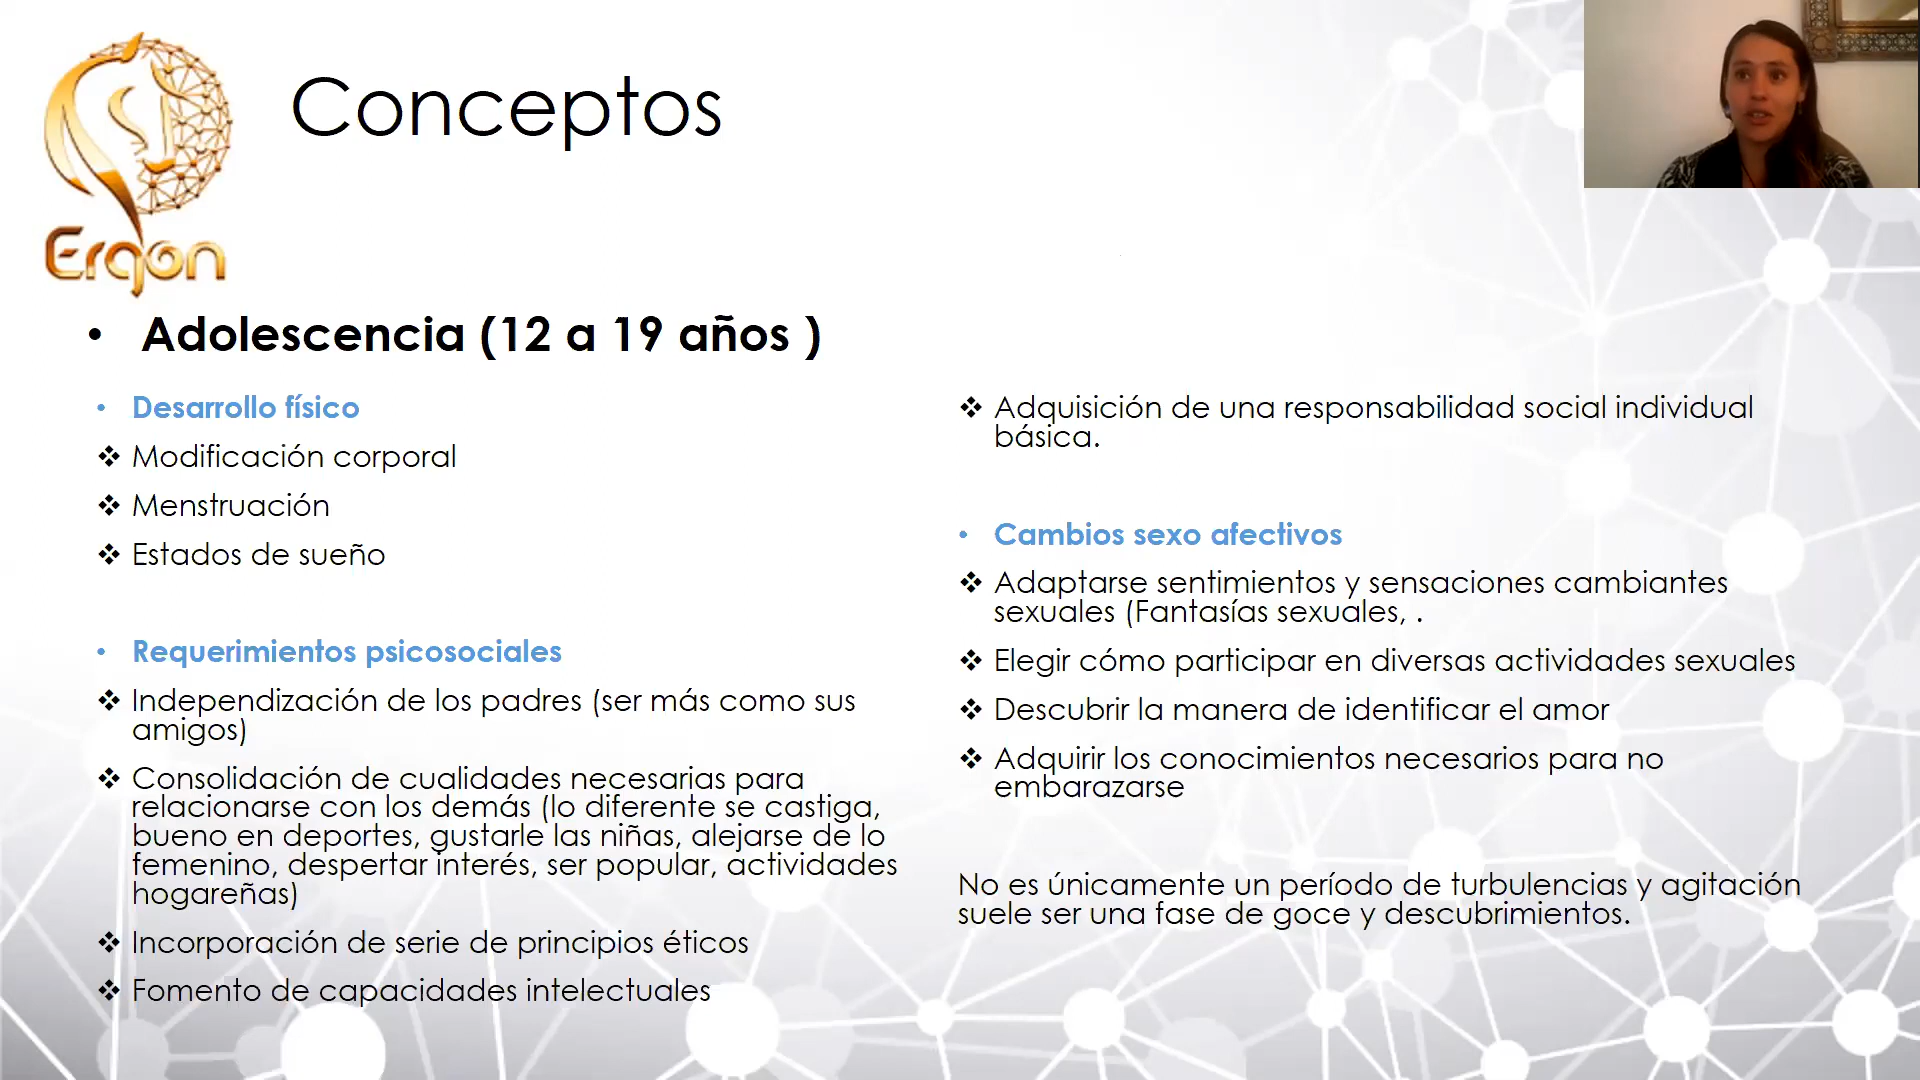 Conceptos
Ergon
• Adolescencia (12 a 19 años )
• Desarrollo físico
❖ Modificación corporal
❖ Menstruación
❖ Estados de sueño
• Requerimientos psicosociales
❖ Independización de los padres (ser más como sus
amigos)
❖ Consolidación de cualidades necesarias para
relacionarse con los demás (lo diferente se castiga,
bueno en deportes, gustarle las niñas, alejarse de lo
femenino, despertar interés, ser popular, actividades
hogareñas)
❖ Incorporación de serie de principios éticos
❖ Fomento de capacidades intelectuales
❖ Adquisición de una responsabilidad social individual
básica.
• Cambios sexo afectivos
❖ Adaptarse sentimientos y sensaciones cambiantes
sexuales (Fantasías sexuales, .
❖ Elegir cómo participar en diversas actividades sexuales
❖ Descubrir la manera de identificar el amor
❖ Adquirir los conocimientos necesarios para no
embarazarse
No es únicamente un período de turbulencias y agitación
suele ser una fase de goce y descubrimientos.